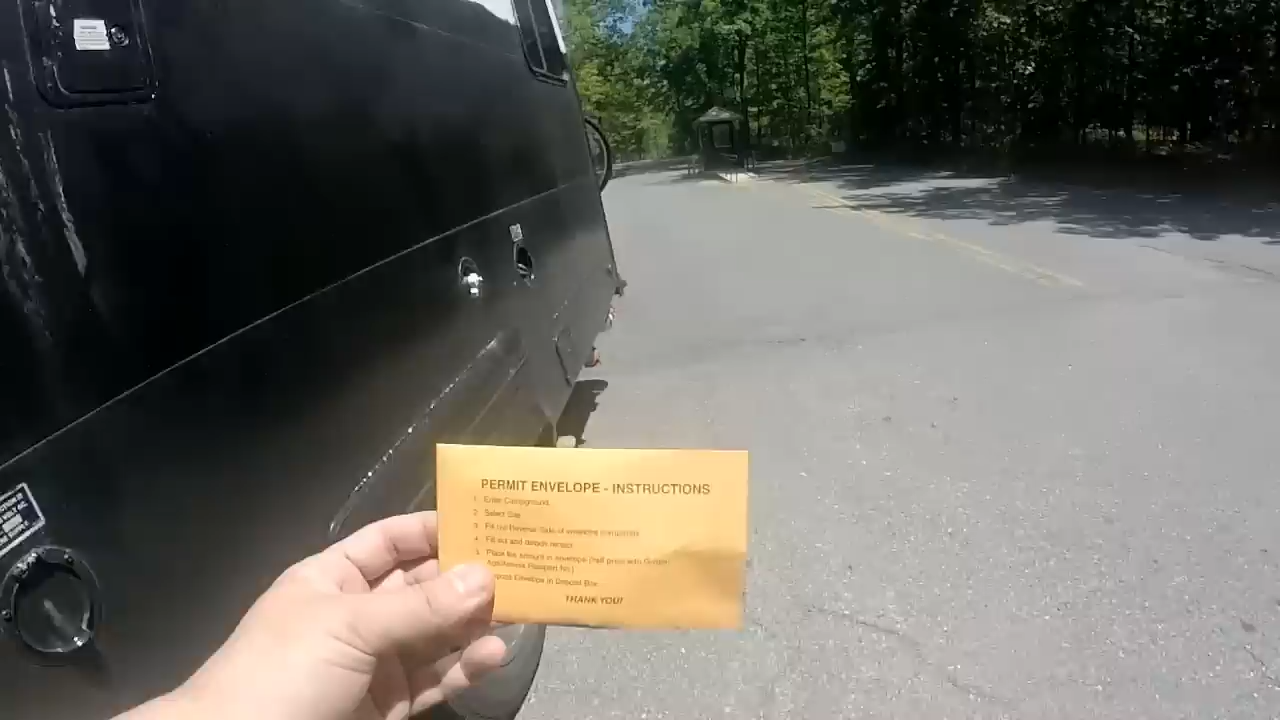 PERMIT ENVELOPE - INSTRUCTIONS
1. Enter Campground.
2. Select Site
3. Fill out Reverse Side of envelope completely
4. Fill out and detach receipt
5. Place fee amount in envelope (half price with Golden
Age/Access Passport No.)
Envelope in Deposit Box.
THANK YOU!